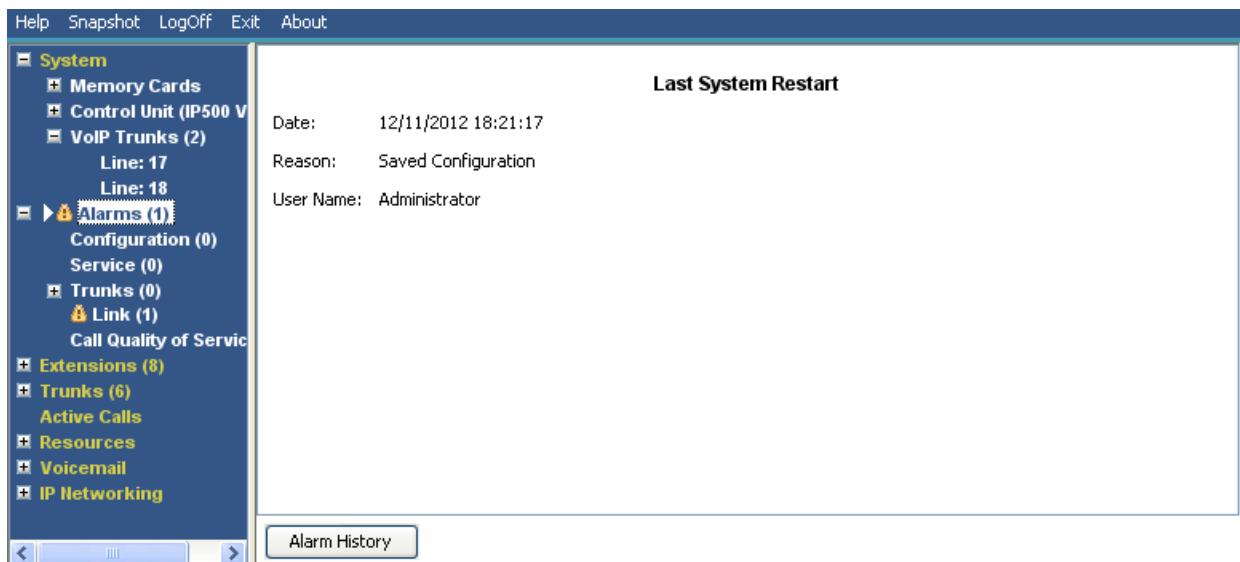 Help Snapshot LogOff Exit About
System
Memory Cards
Control Unit (IP500 V
VoIP Trunks (2)
Line: 17
Line: 18
Alarms (1)
Configuration (0)
Service (0)
Trunks (0)
Link (1)
Call Quality of Servic
Extensions (8)
Trunks (6)
Active Calls
Resources
Voicemail
IP Networking
Last System Restart
Date: 12/11/2012 18:21:17
Reason: Saved Configuration
User Name: Administrator
Alarm History